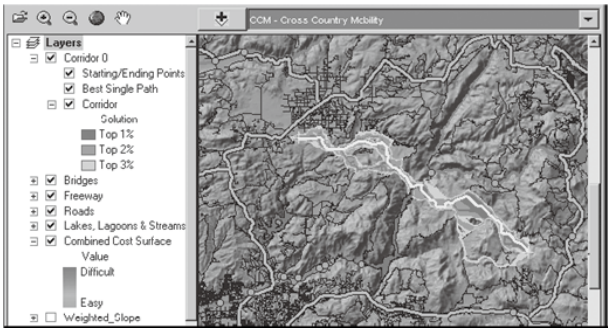 CCM - Cross Country Mobility
Layers
Corridor 0
Starting/Ending Points
Best Single Path
Corridor
Solution
Top 1%
Top 2%
Top 3%
Bridges
Freeway
Roads
Lakes, Lagoons & Streams
Combined Cost Surface
Value
Difficult
Easy
Weighted_Slope